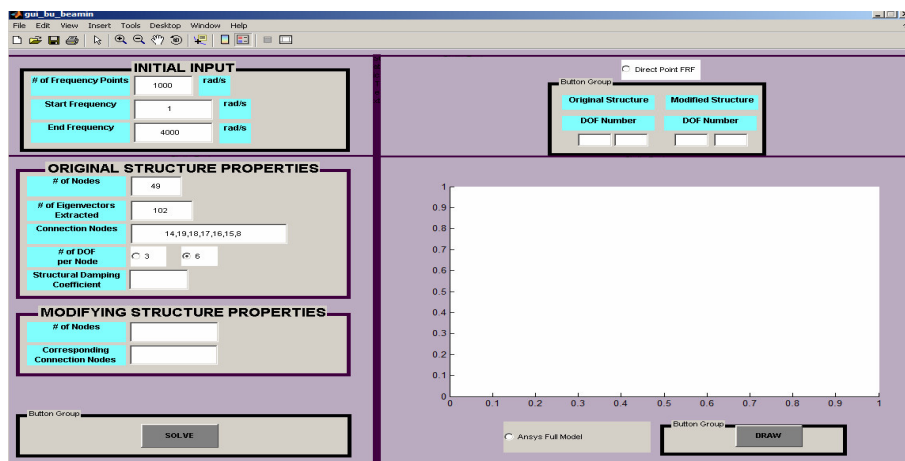 gui_bu_beamin
File Edit View Insert Tools Desktop Window Help
INITIAL INPUT
# of Frequency Points 1000 rad/s
Start Frequency 1 rad/s
End Frequency 4000 rad/s
ORIGINAL STRUCTURE PROPERTIES
# of Nodes 49
# of Eigenvectors
Extracted 102
Connection Nodes 14,19,18,17,16,15,8
# of DOF
per Node 3 6
Structural Damping
Coefficient
MODIFYING STRUCTURE PROPERTIES
# of Nodes
Corresponding
Connection Nodes
Button Group
SOLVE
Direct Point FRF
Button Group
Original Structure Modified Structure
DOF Number DOF Number
1
0.9
0.8
0.7
0.6
0.5
0.4
0.3
0.2
0.1
0
0 0.1 0.2 0.3 0.4 0.5 0.6 0.7 0.8 0.9 1
Ansys Full Model
Button Group
DRAW